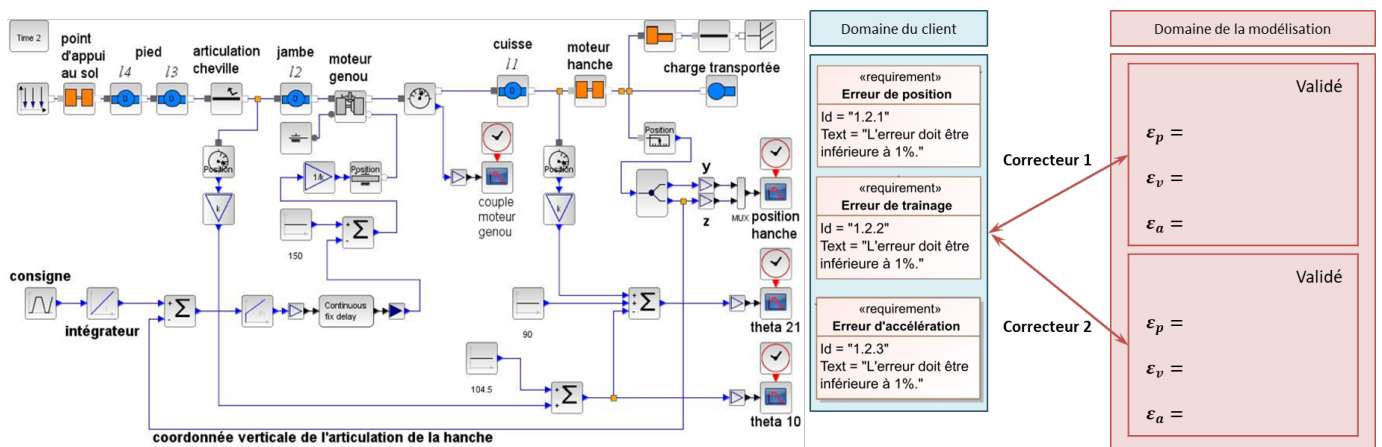 Time 2
point
d'appui
au sol
pied
l4
l3
articulation
cheville
jambe
l2
moteur
genou
cuisse
l1
moteur
hanche
charge transportée
0
0
0
0
Position
k
1/k
Position
couple
moteur
genou
Position
k
Position
y
z
MUX
position
hanche
150
Σ
consigne
intégrateur
Σ
Continuous
fix delay
90
Σ
theta 21
104.5
Σ
theta 10
coordonnée verticale de l'articulation de la hanche
Domaine du client
«requirement»
Erreur de position
Id = "1.2.1"
Text = "L'erreur doit être
inférieure à 1%."
«requirement»
Erreur de trainage
Id = "1.2.2"
Text = "L'erreur doit être
inférieure à 1%."
«requirement»
Erreur d'accélération
Id = "1.2.3"
Text = "L'erreur doit être
inférieure à 1%."
Correcteur 1
Correcteur 2
Domaine de la modélisation
Validé
εp =
εv =
εa =
Validé
εp =
εv =
εa =